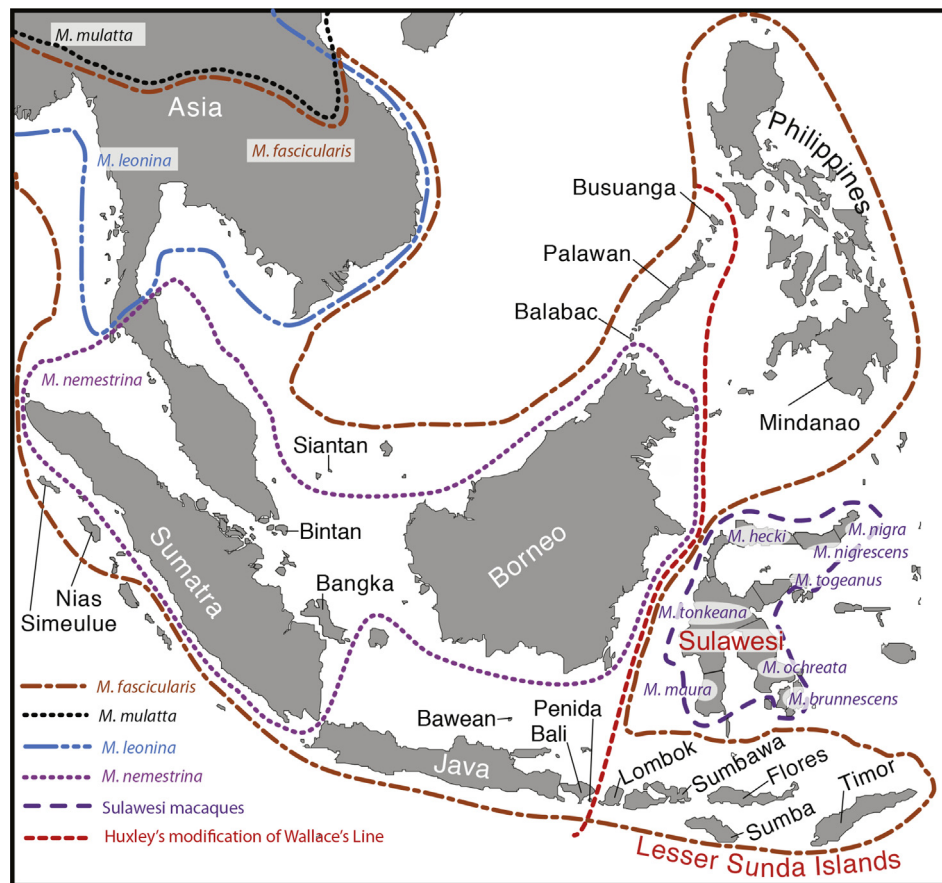 M. mulatta
Asia
M. fascicularis
M. leonina
Philippines
Busuanga
Palawan
Balabac
M. nemestrina
Mindanao
Siantan
Bintan
Sumatra
Borneo
Bangka
Nias
Simeulue
M. nigra
M. hecki
M. nigrescens
M. togeanus
M. tonkeana
Sulawesi
M. ochreata
M. maura
M. brunnescens
M. fascicularis
M. mulatta
M. leonina
M. nemestrina
Sulawesi macaques
Huxley's modification of Wallace's Line
Bawean
Penida
Bali
Java
Lombok
Sumbawa
Flores
Timor
Sumba
Lesser Sunda Islands